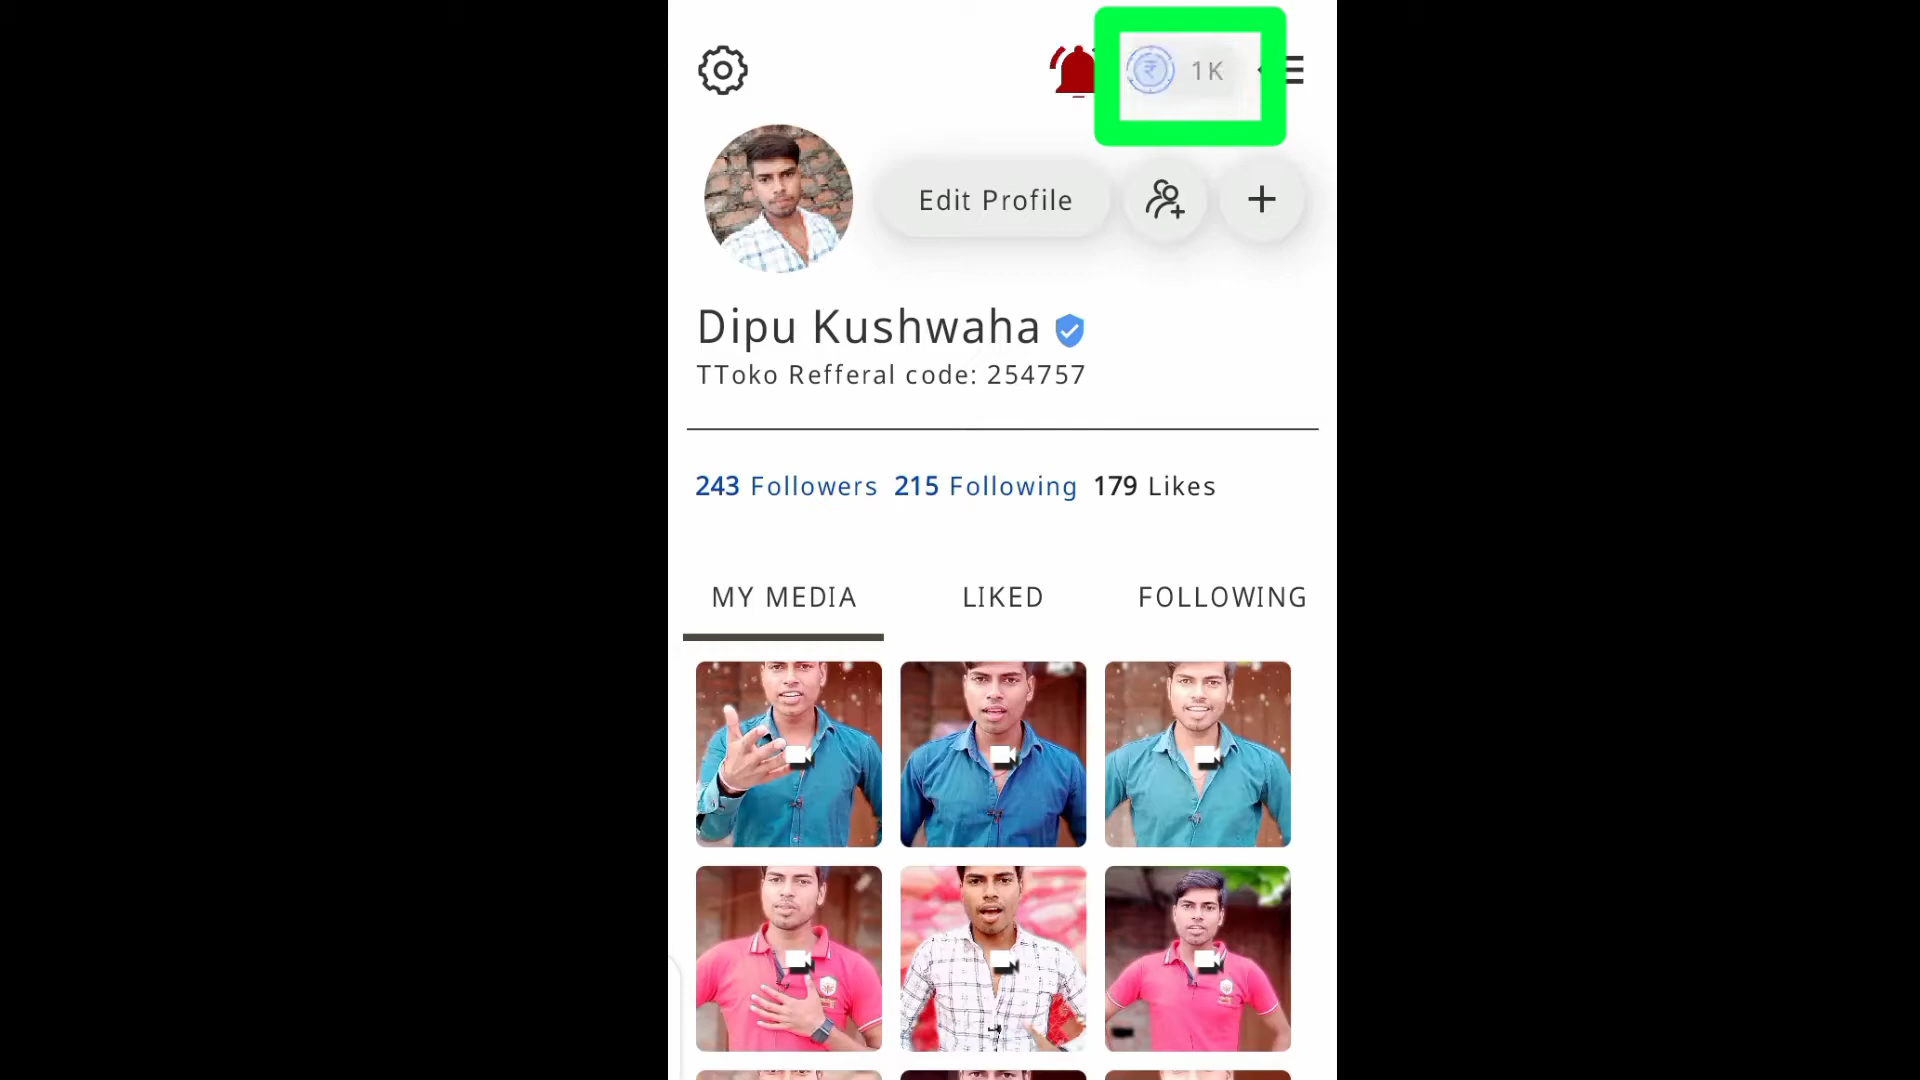 ₹ 1K
Edit Profile
Dipu Kushwaha
TToko Refferal code: 254757
243 Followers 215 Following 179 Likes
MY MEDIA LIKED FOLLOWING